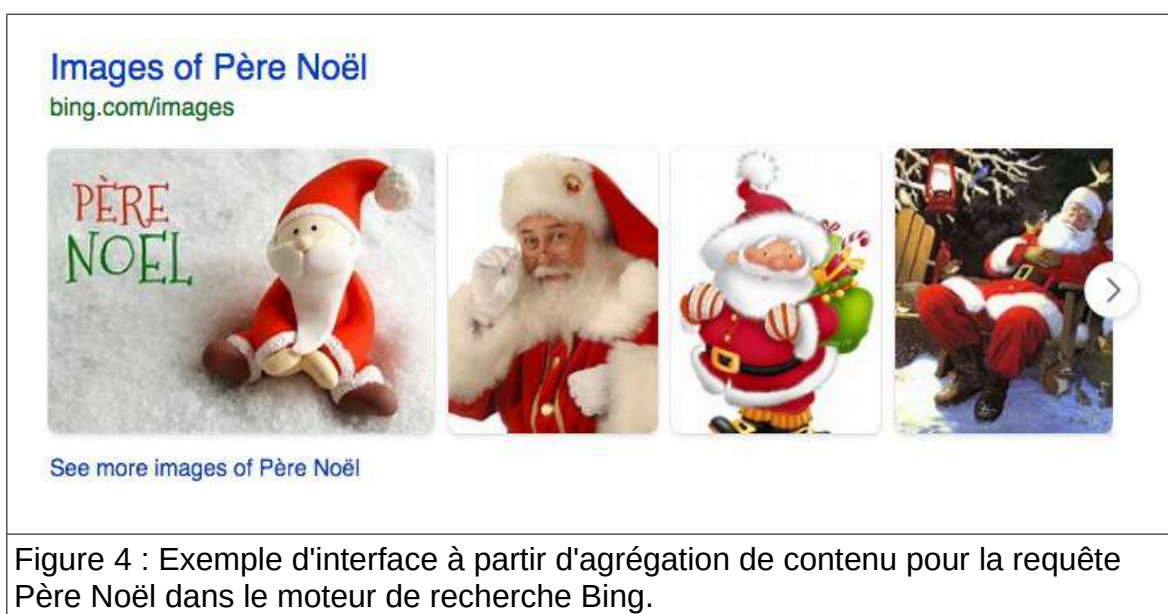 Images of Père Noël
bing.com/images
PÈRE
NOEL
See more images of Père Noël
Figure 4 : Exemple d'interface à partir d'agrégation de contenu pour la requête
Père Noël dans le moteur de recherche Bing.